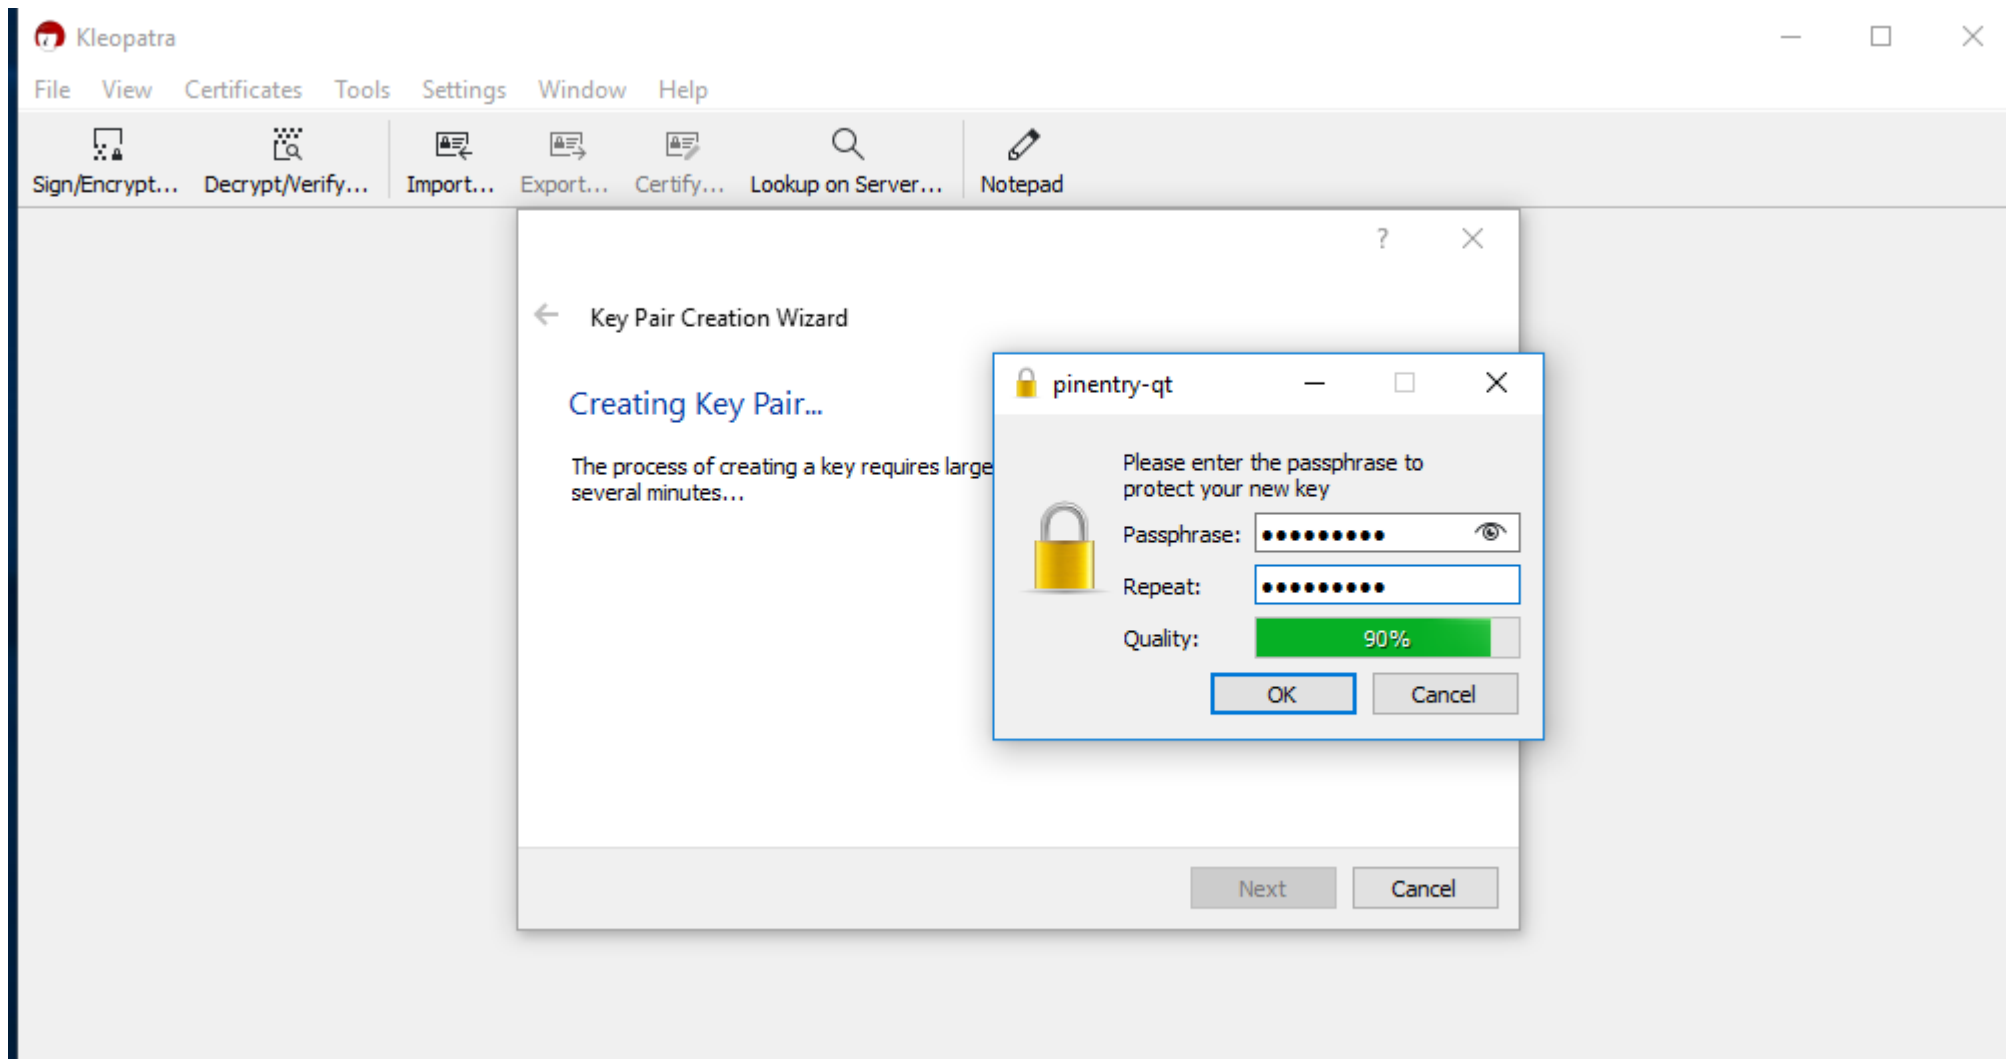 Kleopatra
File View Certificates Tools Settings Window Help
Sign/Encrypt... Decrypt/Verify... Import... Export... Certify... Lookup on Server... Notepad
?
Key Pair Creation Wizard
Creating Key Pair...
The process of creating a key requires large
several minutes...
pinentry-qt
Please enter the passphrase to
protect your new key
Passphrase: ●●●●●●●●●
Repeat: ●●●●●●●●●
Quality: 90%
OK Cancel
Next Cancel